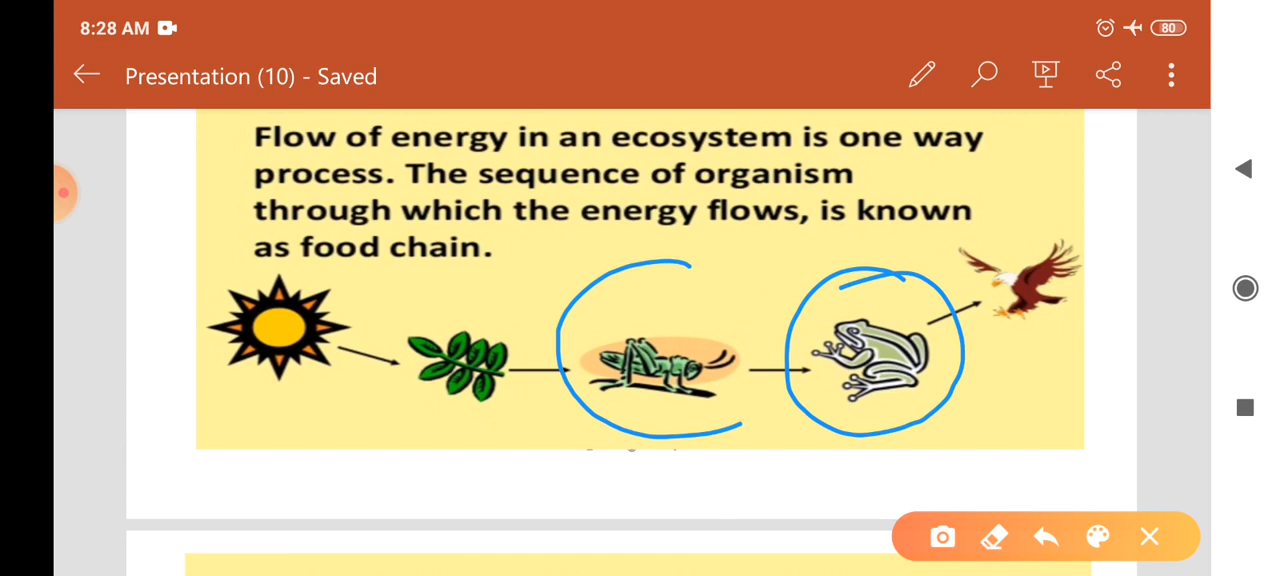 8:28 AM
80
Presentation (10) - Saved
Flow of energy in an ecosystem is one way
process. The sequence of organism
through which the energy flows, is known
as food chain.